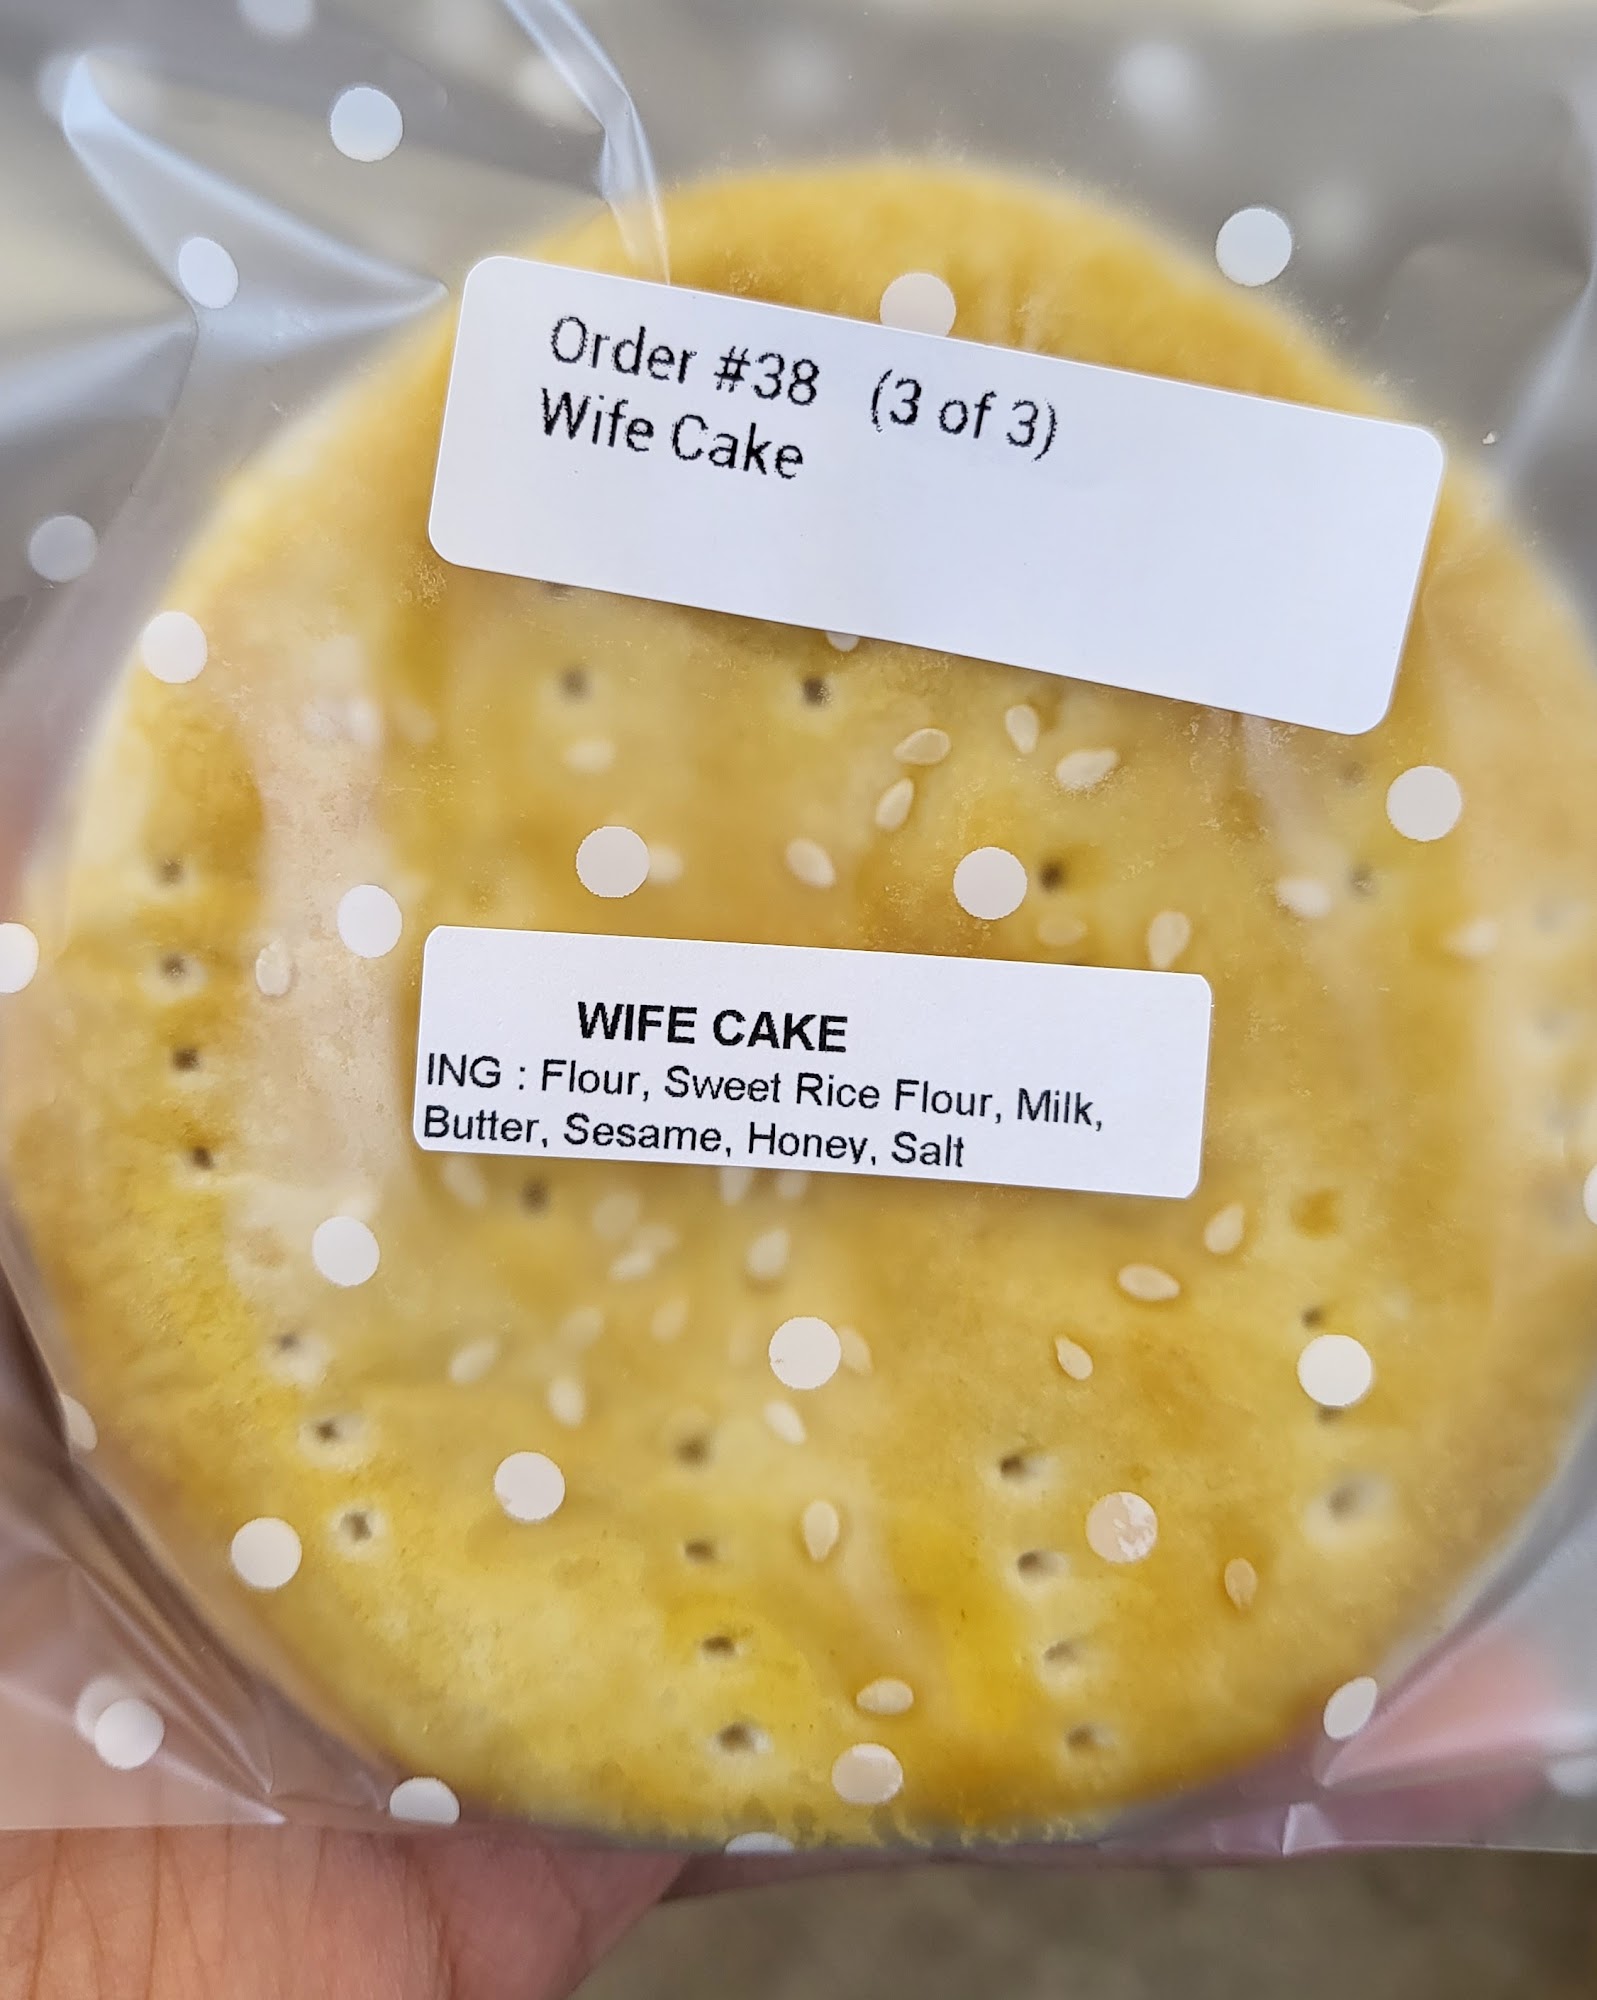 Order #38 (3 of 3)
Wife Cake
WIFE CAKE
ING : Flour, Sweet Rice Flour, Milk,
Butter, Sesame, Honey, Salt